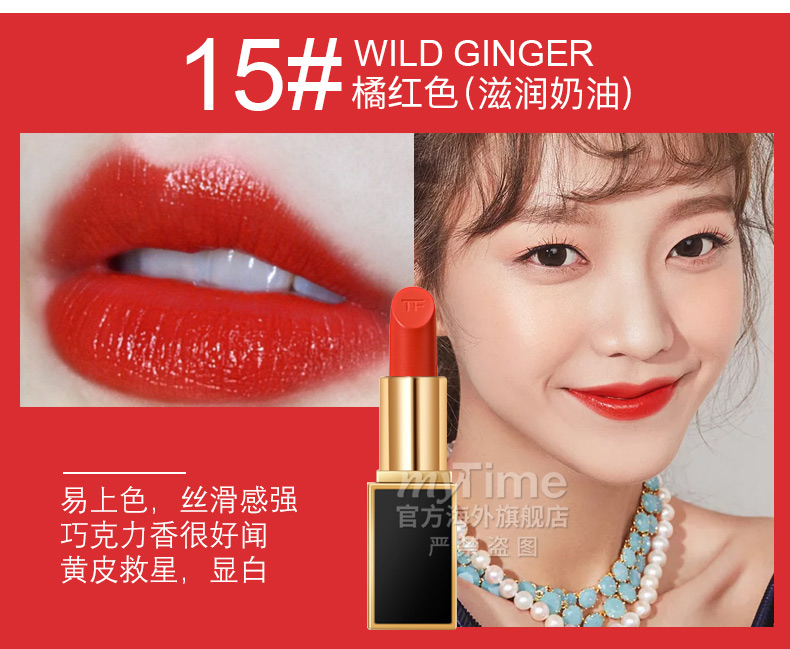 15#
WILD GINGER
橘红色(滋润奶油)
TF
易上色，丝滑感强
巧克力香很好闻
黄皮救星，显白
myTime
官方海外旗舰店
严禁盗图